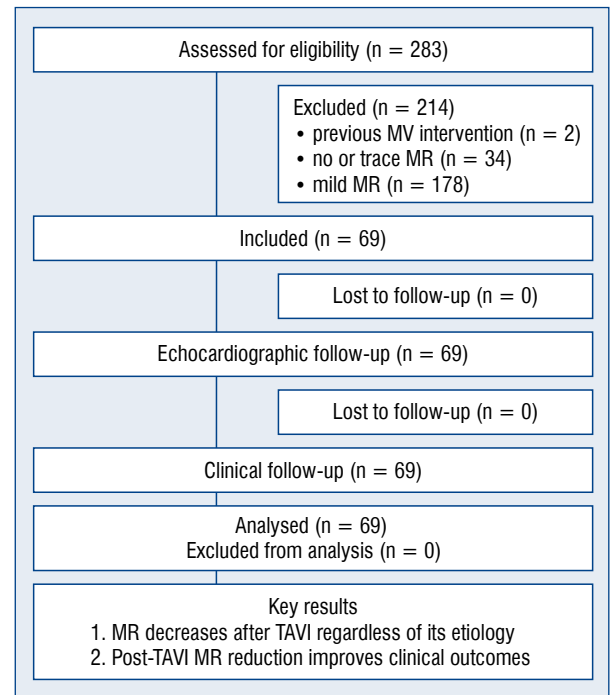 Assessed for eligibility (n = 283)
Excluded (n = 214)
• previous MV intervention (n = 2)
• no or trace MR (n = 34)
• mild MR (n = 178)
Included (n = 69)
Lost to follow-up (n = 0)
Echocardiographic follow-up (n = 69)
Lost to follow-up (n = 0)
Clinical follow-up (n = 69)
Analysed (n = 69)
Excluded from analysis (n = 0)
Key results
1. MR decreases after TAVI regardless of its etiology
2. Post-TAVI MR reduction improves clinical outcomes